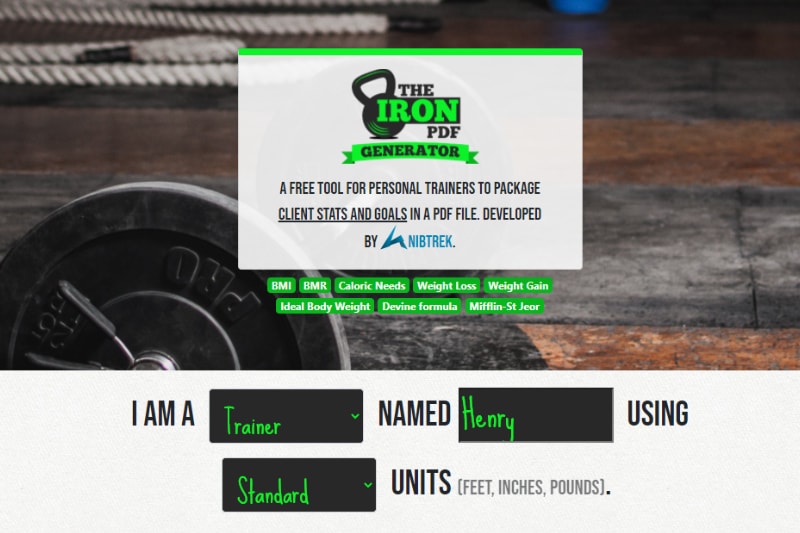 THE
IRON
PDF
GENERATOR
A FREE TOOL FOR PERSONAL TRAINERS TO PACKAGE
CLIENT STATS AND GOALS IN A PDF FILE. DEVELOPED
BY NIBTREK.
BMI BMR Caloric Needs Weight Loss Weight Gain
Ideal Body Weight Devine formula Mifflin-St Jeor
PRO
I AM A Trainer NAMED Henry USING
Standard UNITS (FEET, INCHES, POUNDS).